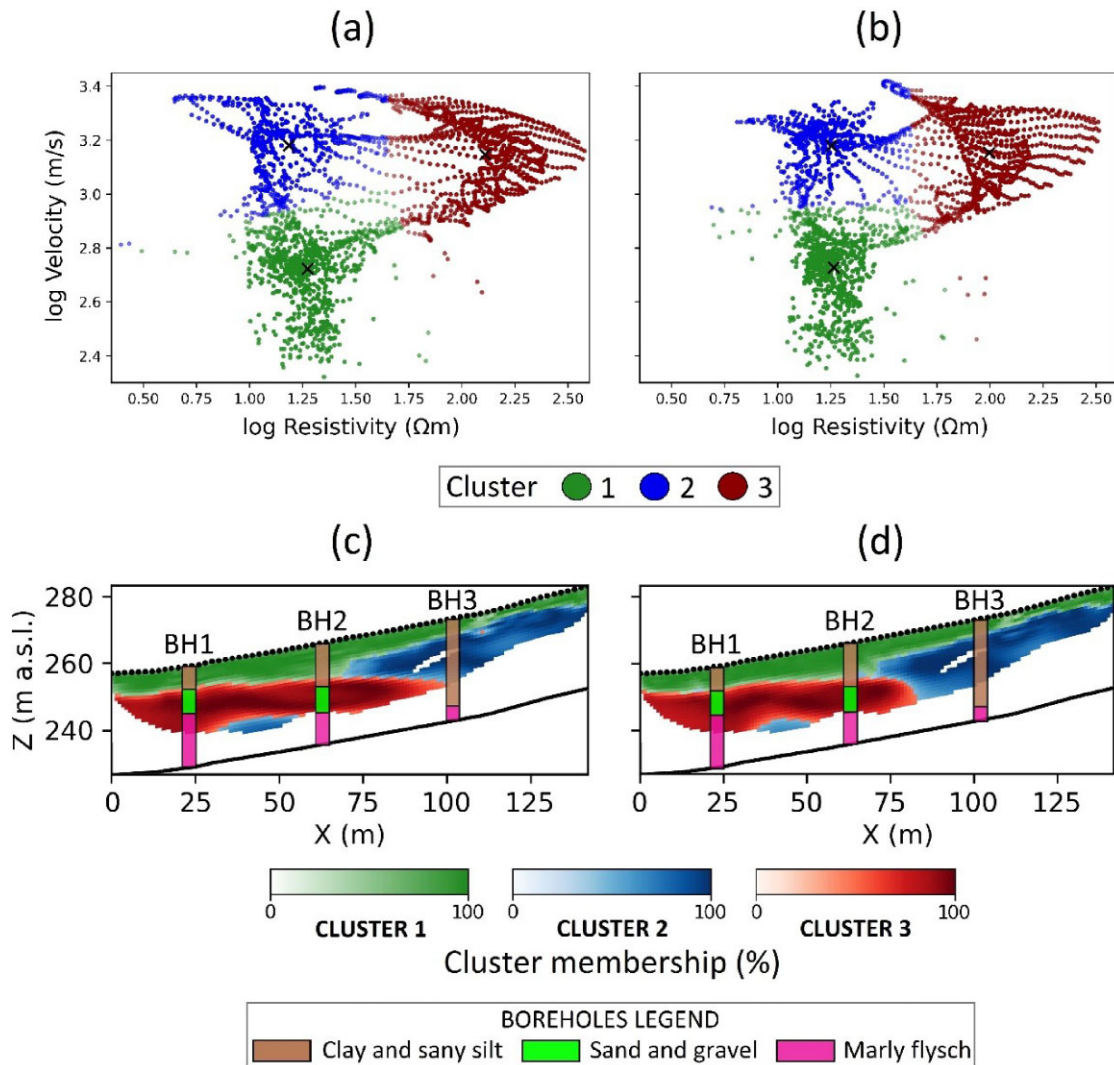 (a) (b)
3.4
3.2
3.0
2.8
2.6
2.4
log Velocity (m/s)
0.50 0.75 1.00 1.25 1.50 1.75 2.00 2.25 2.50 0.50 0.75 1.00 1.25 1.50 1.75 2.00 2.25 2.50
log Resistivity (Ωm) log Resistivity (Ωm)
Cluster 1 2 3
(c) (d)
280
260
240
Z (m a.s.l.)
BH1 BH2 BH3 BH1 BH2 BH3
0 25 50 75 100 125 0 25 50 75 100 125
X (m) X (m)
0 100 0 100 0 100
CLUSTER 1 CLUSTER 2 CLUSTER 3
Cluster membership (%)
BOREHOLES LEGEND
Clay and sany silt Sand and gravel Marly flysch